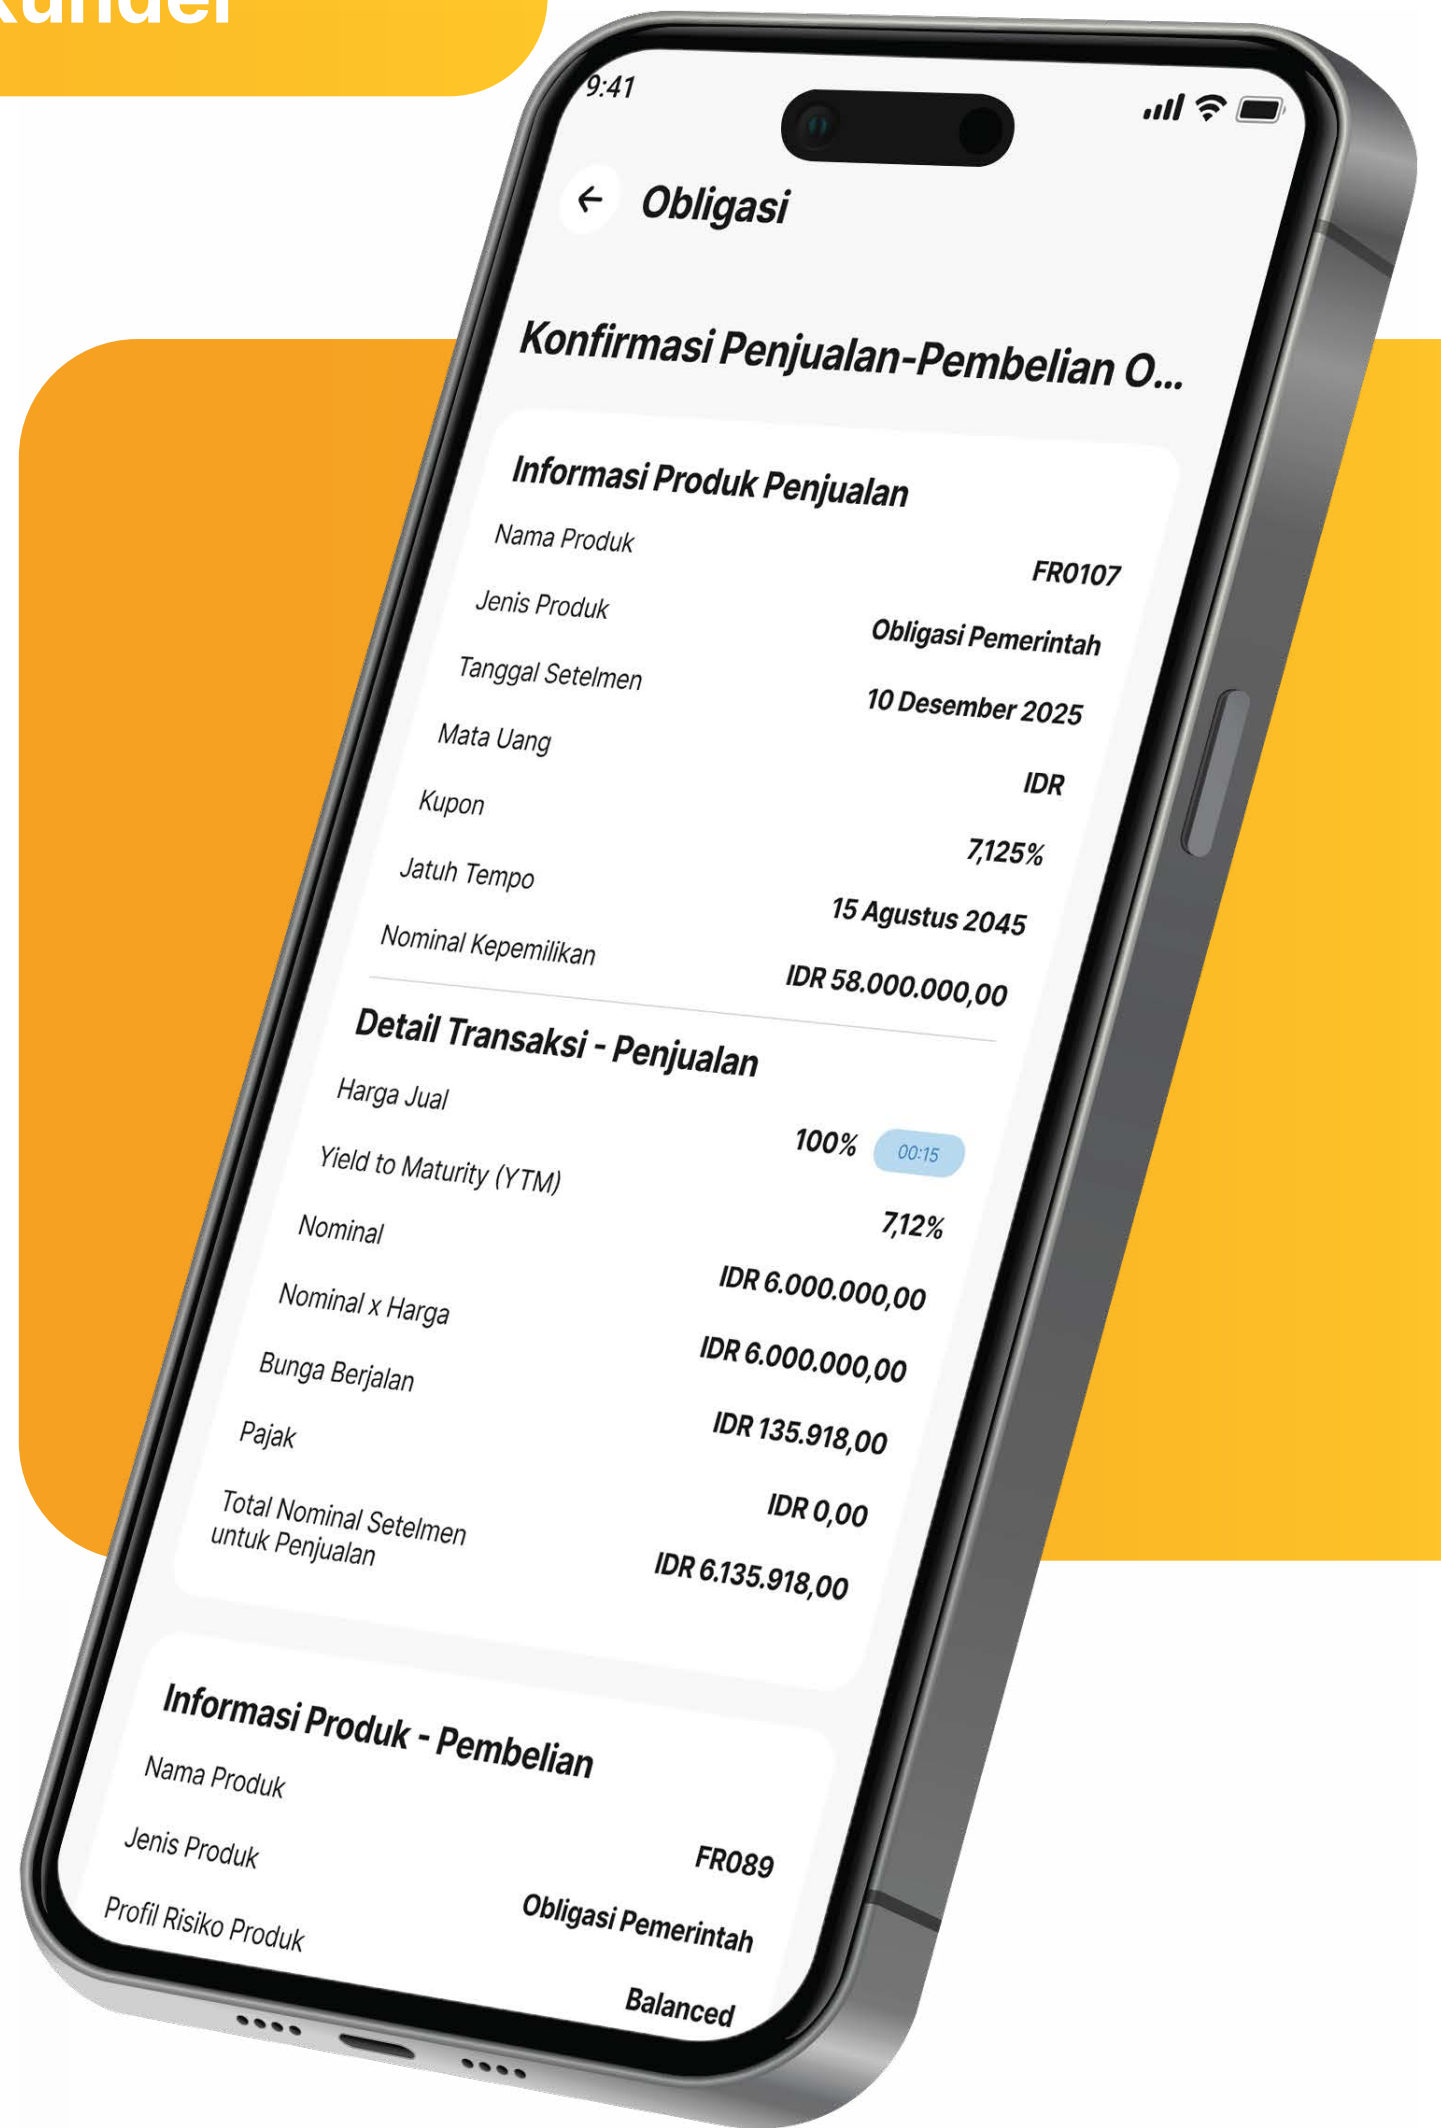 9:41
Obligasi
Konfirmasi Penjualan-Pembelian O...
Informasi Produk Penjualan
Nama Produk FR0107
Jenis Produk Obligasi Pemerintah
Tanggal Setelmen 10 Desember 2025
Mata Uang IDR
Kupon 7,125%
Jatuh Tempo 15 Agustus 2045
Nominal Kepemilikan IDR 58.000.000,00
Detail Transaksi - Penjualan
Harga Jual 100% 00:15
Yield to Maturity (YTM) 7,12%
Nominal IDR 6.000.000,00
Nominal x Harga IDR 6.000.000,00
Bunga Berjalan IDR 135.918,00
Pajak IDR 0,00
Total Nominal Setelmen
untuk Penjualan IDR 6.135.918,00
Informasi Produk - Pembelian
Nama Produk FR089
Jenis Produk Obligasi Pemerintah
Profil Risiko Produk Balanced